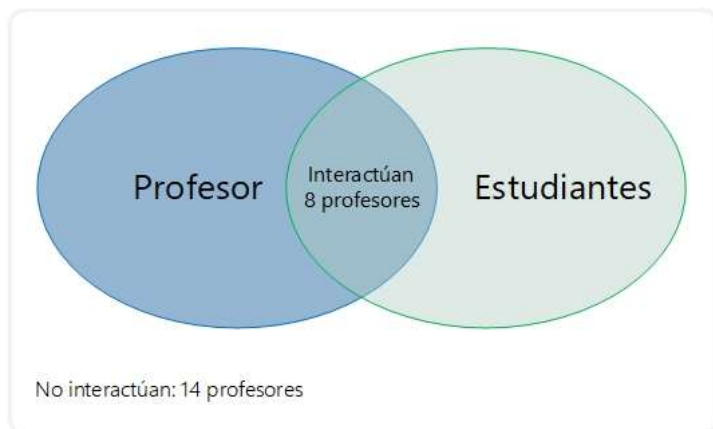 Profesor
Interactúan
8 profesores
Estudiantes
No interactúan: 14 profesores